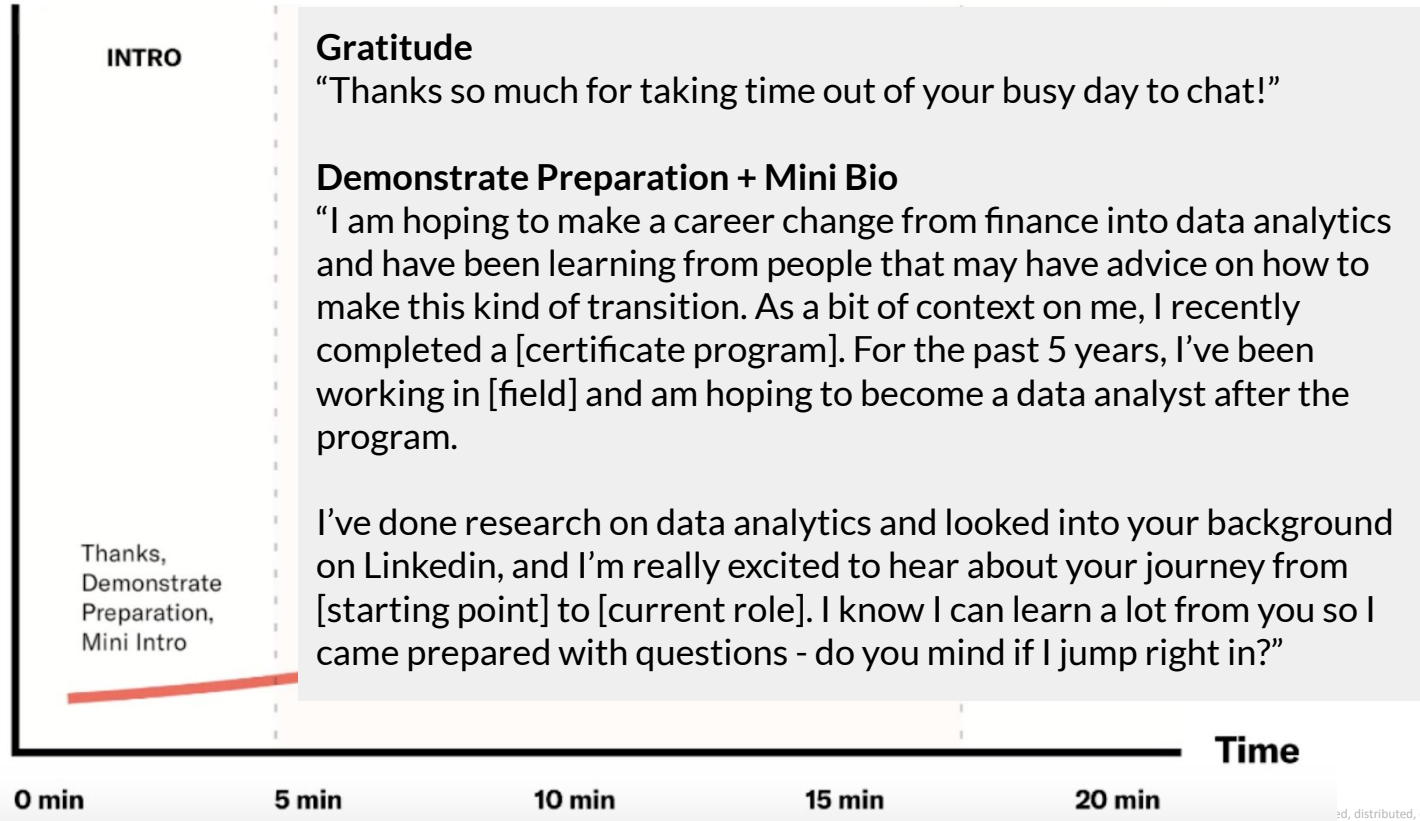 INTRO
Thanks,
Demonstrate
Preparation,
Mini Intro
Gratitude
“Thanks so much for taking time out of your busy day to chat!”
Demonstrate Preparation + Mini Bio
“I am hoping to make a career change from finance into data analytics
and have been learning from people that may have advice on how to
make this kind of transition. As a bit of context on me, I recently
completed a [certificate program]. For the past 5 years, I’ve been
working in [field] and am hoping to become a data analyst after the
program.
I’ve done research on data analytics and looked into your background
on Linkedin, and I’m really excited to hear about your journey from
[starting point] to [current role]. I know I can learn a lot from you so I
came prepared with questions - do you mind if I jump right in?”
Time
0 min 5 min 10 min 15 min 20 min
ed, distributed,